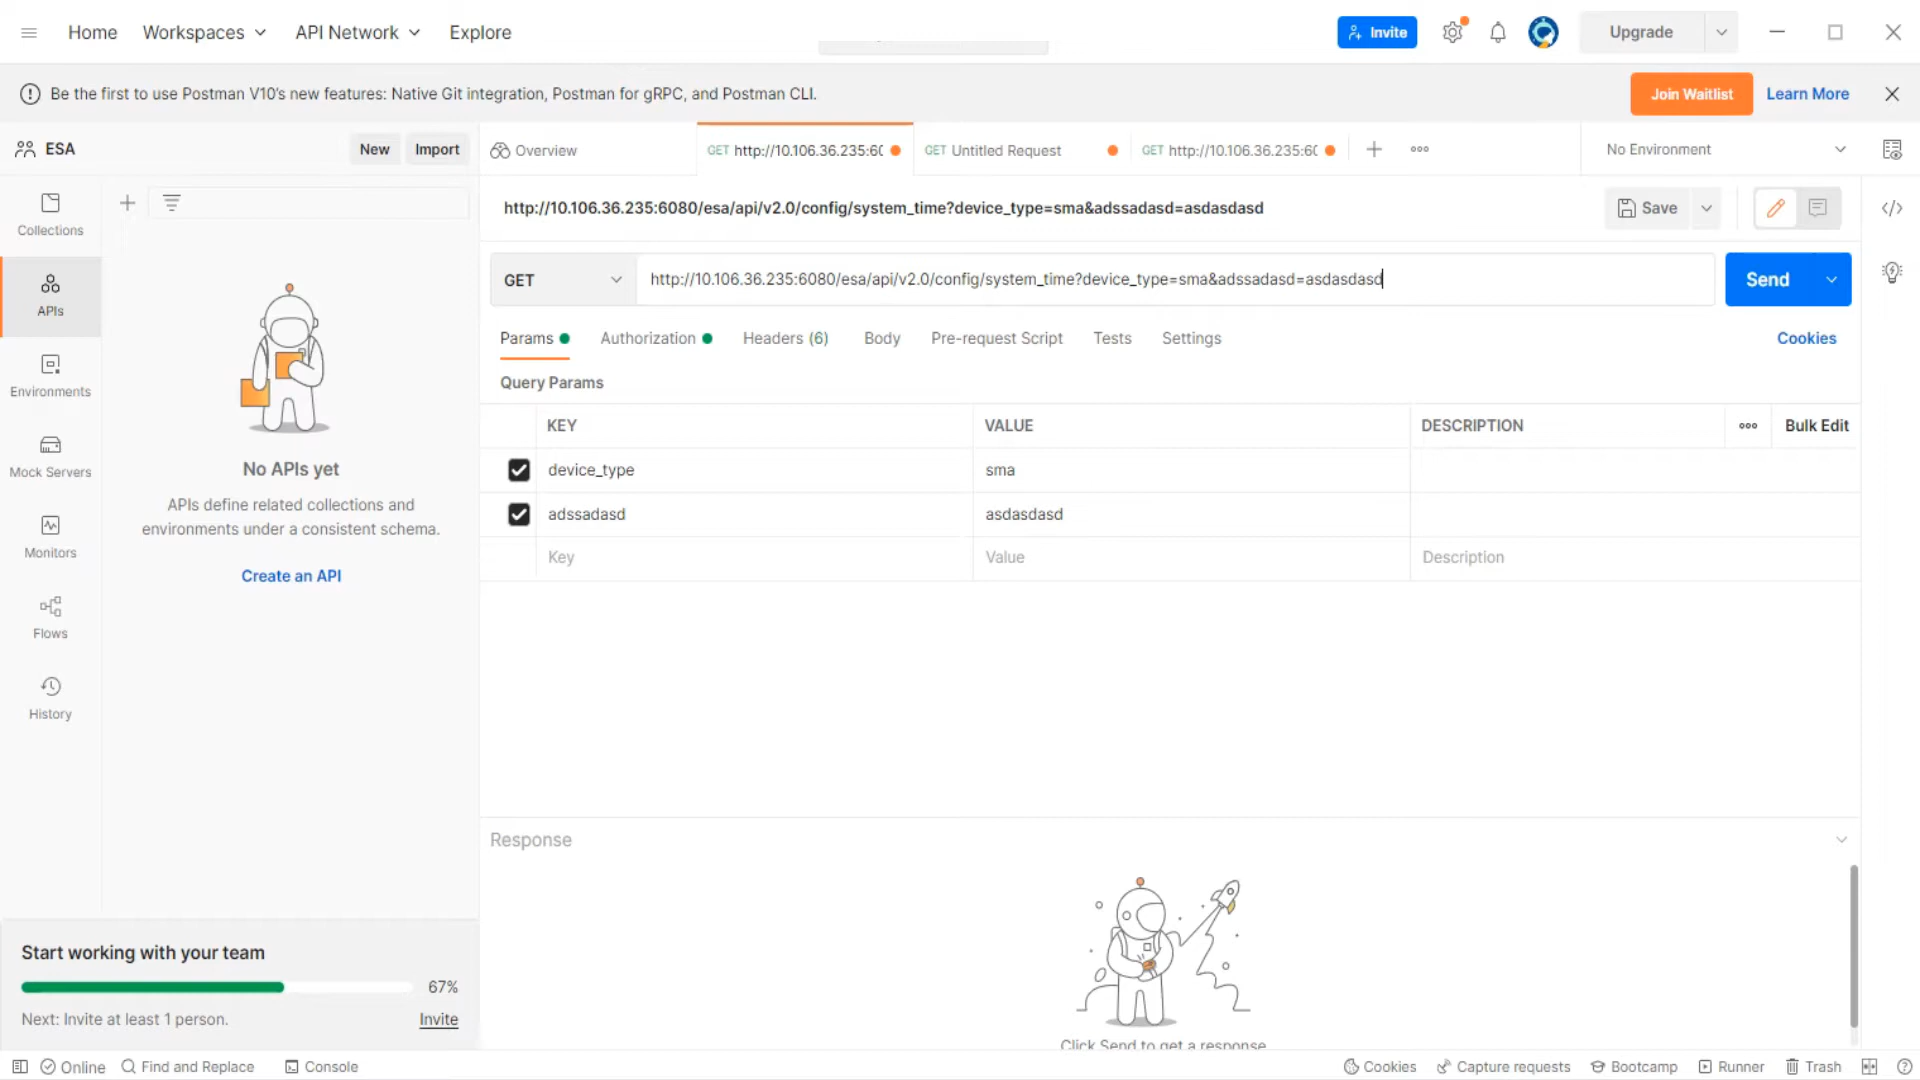 Home Workspaces API Network Explore Invite Upgrade
Be the first to use Postman V10's new features: Native Git integration, Postman for gRPC, and Postman CLI. Join Waitlist Learn More
ESA New Import Overview GET http://10.106.36.235:60 GET Untitled Request GET http://10.106.36.235:60 No Environment
http://10.106.36.235:6080/esa/api/v2.0/config/system_time?device_type=sma&adssadasd=asdasdasd Save
Collections
GET http://10.106.36.235:6080/esa/api/v2.0/config/system_time?device_type=sma&adssadasd=asdasdasd Send
APIs
Params Authorization Headers (6) Body Pre-request Script Tests Settings Cookies
Query Params
Environments
KEY VALUE DESCRIPTION Bulk Edit
Mock Servers
No APIs yet
device_type sma
APIs define related collections and
environments under a consistent schema.
adssadasd asdasdasd
Monitors
Key Value Description
Create an API
Flows
History
Response
Start working with your team
67%
Next: Invite at least 1 person. Invite
Click Send to get a response
Online Find and Replace Console Cookies Capture requests Bootcamp Runner Trash